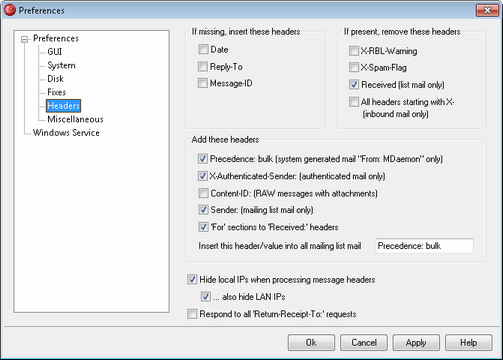 Preferences
Preferences
GUI
System
Disk
Fixes
Headers
Miscellaneous
Windows Service
If missing, insert these headers
Date
Reply-To
Message-ID
If present, remove these headers
X-RBL-Warning
X-Spam-Flag
Received (list mail only)
All headers starting with X-
(inbound mail only)
Add these headers
Precedence: bulk (system generated mail "From: MDaemon" only)
X-Authenticated-Sender: (authenticated mail only)
Content-ID: (RAW messages with attachments)
Sender: (mailing list mail only)
'For' sections to 'Received:' headers
Insert this header/value into all mailing list mail Precedence: bulk
Hide local IPs when processing message headers
... also hide LAN IPs
Respond to all 'Return-Receipt-To:' requests
Ok Cancel Apply Help